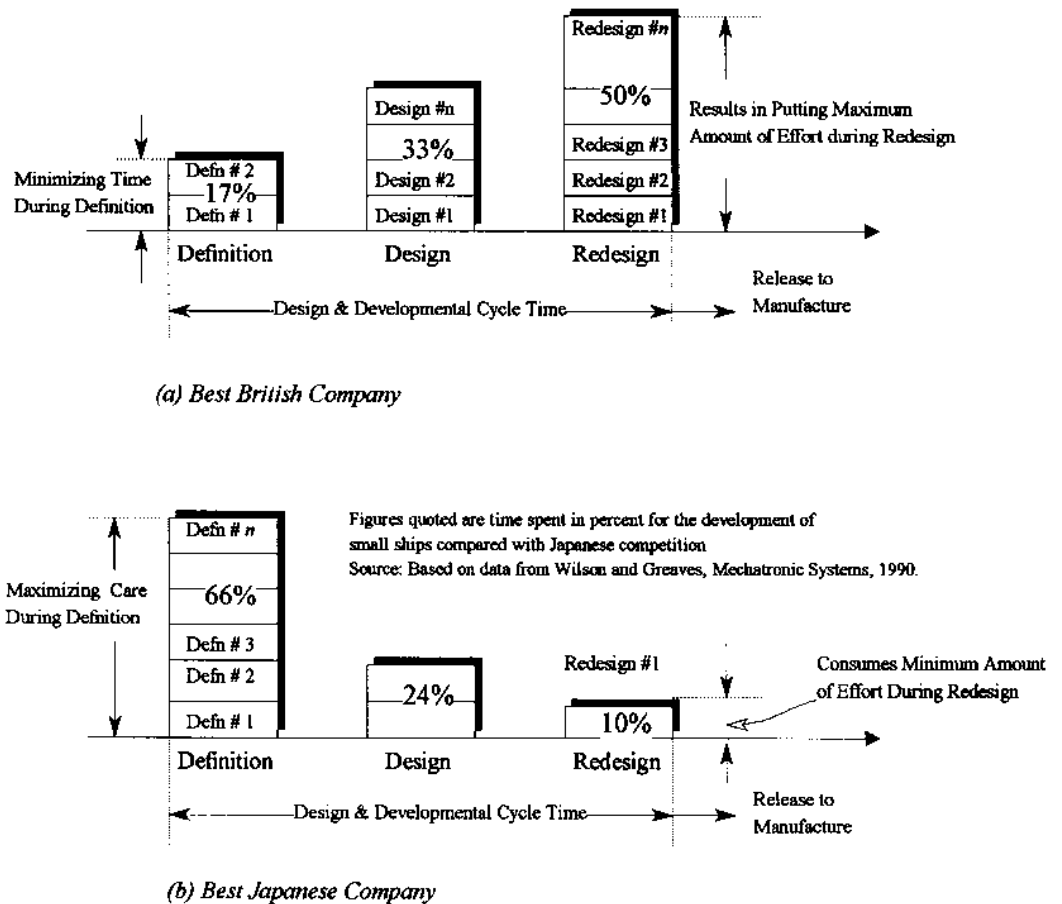 Redesign #n
50%
Redesign #3
Redesign #2
Redesign #1
Design #n
33%
Design #2
Design #1
Defn # 2
17%
Defn # 1
Minimizing Time
During Definition
Results in Putting Maximum
Amount of Effort during Redesign
Definition
Design
Redesign
Design & Developmental Cycle Time
Release to
Manufacture
(a) Best British Company
Figures quoted are time spent in percent for the development of
small ships compared with Japanese competition
Source: Based on data from Wilson and Greaves, Mechatronic Systems, 1990.
Defn # n
66%
Defn # 3
Defn # 2
Defn # 1
Maximizing Care
During Defnition
24%
Redesign #1
10%
Consumes Minimum Amount
of Effort During Redesign
Definition
Design
Redesign
Design & Developmental Cycle Time
Release to
Manufacture
(b) Best Japanese Company